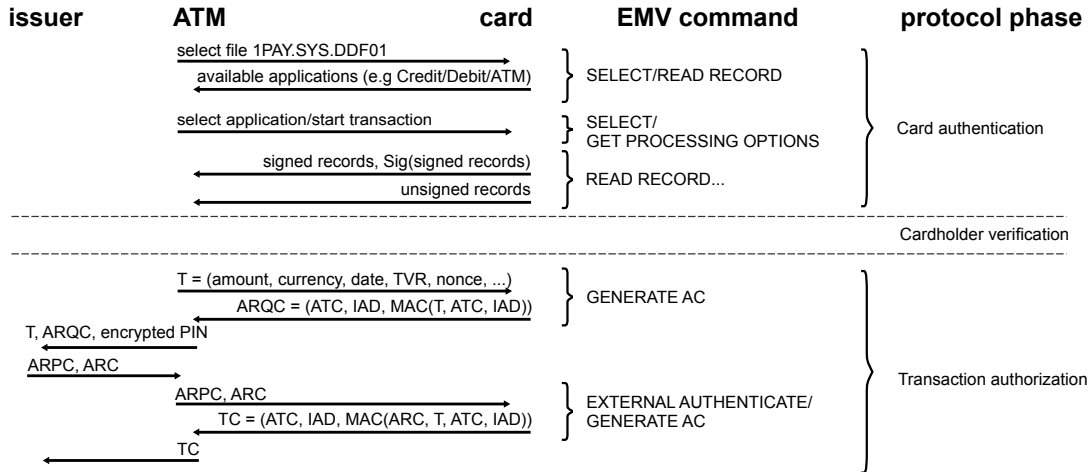 issuer ATM card EMV command protocol phase
select file 1PAY.SYS.DDF01
available applications (e.g Credit/Debit/ATM)
SELECT/READ RECORD
select application/start transaction
SELECT/
GET PROCESSING OPTIONS
Card authentication
signed records, Sig(signed records)
unsigned records
READ RECORD...
Cardholder verification
T = (amount, currency, date, TVR, nonce, ...)
ARQC = (ATC, IAD, MAC(T, ATC, IAD))
GENERATE AC
T, ARQC, encrypted PIN
ARPC, ARC
Transaction authorization
ARPC, ARC
TC = (ATC, IAD, MAC(ARC, T, ATC, IAD))
EXTERNAL AUTHENTICATE/
GENERATE AC
TC